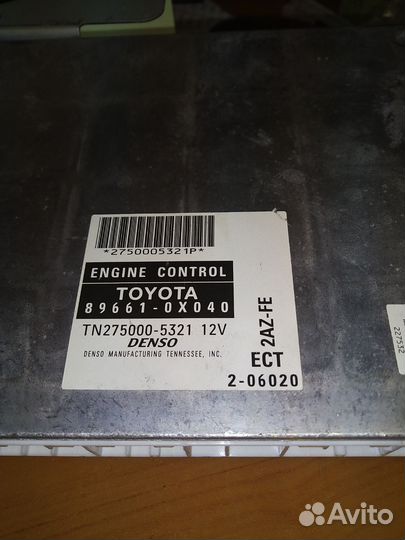 *2750005321P*
ENGINE CONTROL
TOYOTA
89661-0X040
TN275000-5321 12V
DENSO
DENSO MANUFACTURING TENNESSEE, INC.
2AZ-FE
ECT
2-06020
227532
Avito